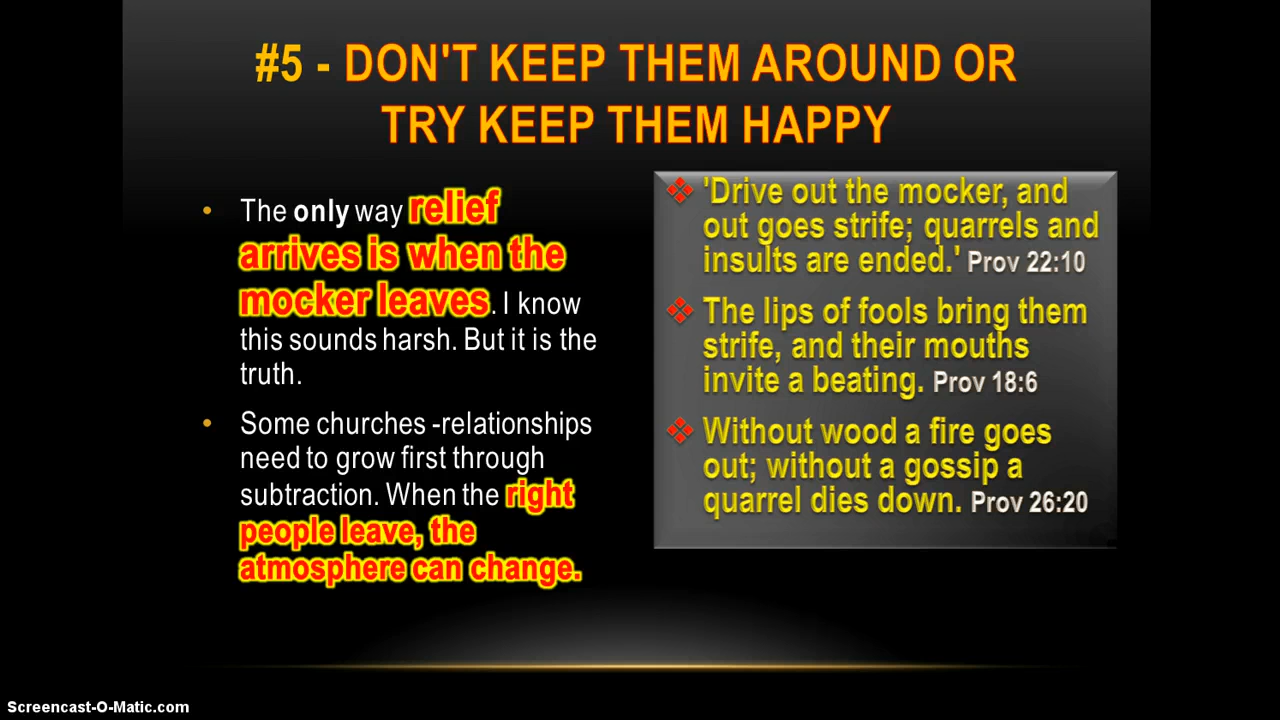 #5 - DON'T KEEP THEM AROUND OR
TRY KEEP THEM HAPPY
• The only way relief
arrives is when the
mocker leaves. I know
this sounds harsh. But it is the
truth.
• Some churches -relationships
need to grow first through
subtraction. When the right
people leave, the
atmosphere can change.
❖ 'Drive out the mocker, and
out goes strife; quarrels and
insults are ended.' Prov 22:10
❖ The lips of fools bring them
strife, and their mouths
invite a beating. Prov 18:6
❖ Without wood a fire goes
out; without a gossip a
quarrel dies down. Prov 26:20
Screencast-O-Matic.com